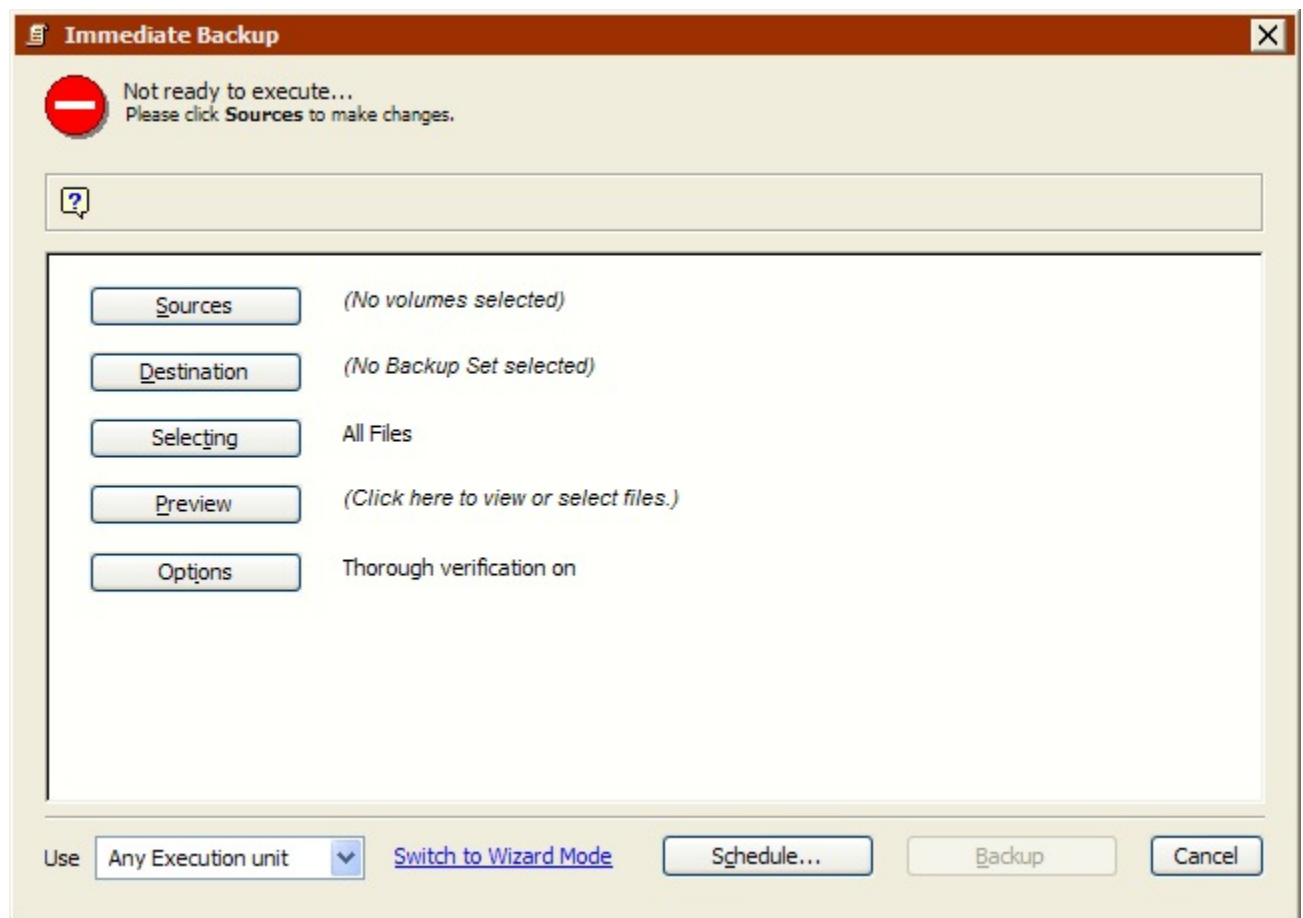 Immediate Backup
Not ready to execute...
Please click Sources to make changes.
?
Sources (No volumes selected)
Destination (No Backup Set selected)
Selecting All Files
Preview (Click here to view or select files.)
Options Thorough verification on
Use Any Execution unit Switch to Wizard Mode Schedule... Backup Cancel